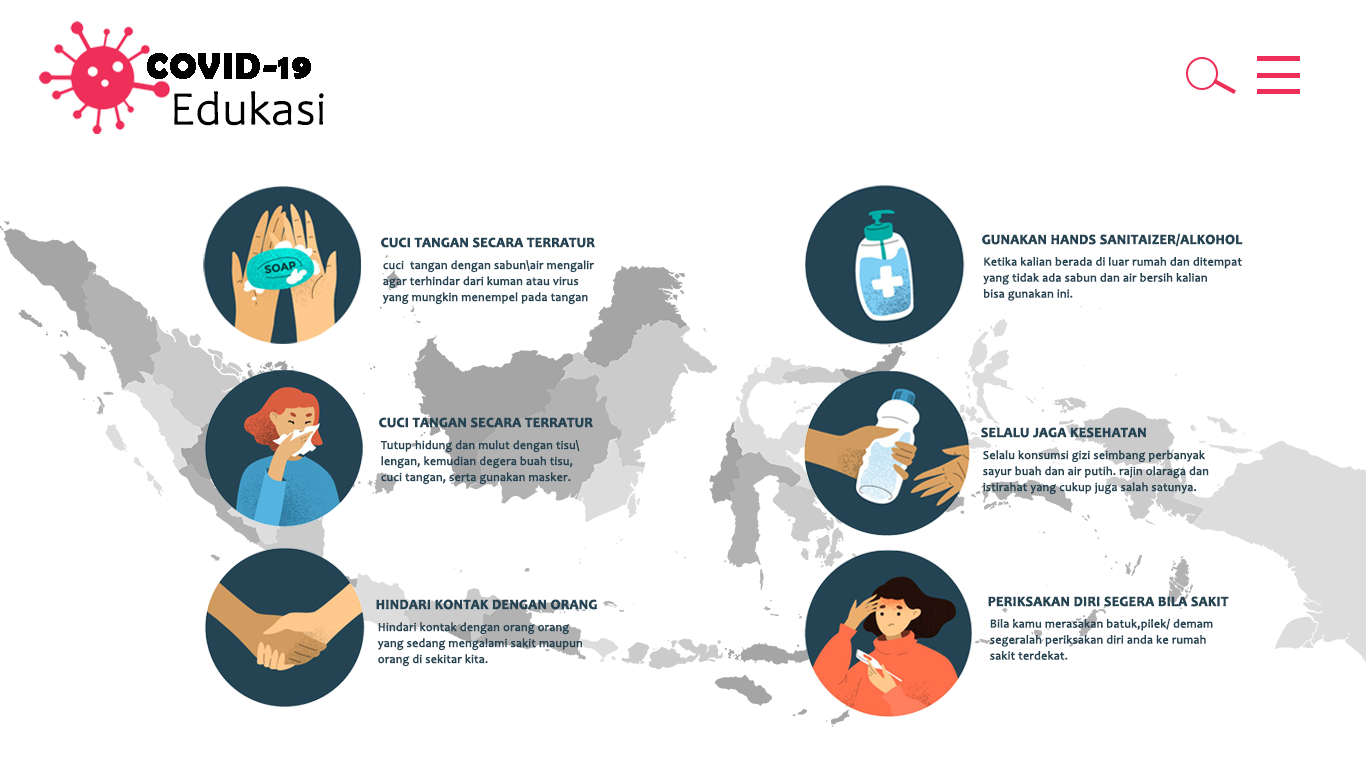 COVID-19
Edukasi
SOAP
CUCI TANGAN SECARA TERRATUR
cuci tangan dengan sabun\air mengalir
agar terhindar dari kuman atau virus
yang mungkin menempel pada tangan
CUCI TANGAN SECARA TERRATUR
Tutup hidung dan mulut dengan tisu\
lengan, kemudian degera buah tisu,
cuci tangan, serta gunakan masker.
HINDARI KONTAK DENGAN ORANG
Hindari kontak dengan orang orang
yang sedang mengalami sakit maupun
orang di sekitar kita.
GUNAKAN HANDS SANITAIZER/ALKOHOL
Ketika kalian berada di luar rumah dan ditempat
yang tidak ada sabun dan air bersih kalian
bisa gunakan ini.
SELALU JAGA KESEHATAN
Selalu konsumsi gizi seimbang perbanyak
sayur buah dan air putih. rajin olaraga dan
istirahat yang cukup juga salah satunya.
PERIKSAKAN DIRI SEGERA BILA SAKIT
Bila kamu merasakan batuk,pilek/ demam
segeralah periksakan diri anda ke rumah
sakit terdekat.